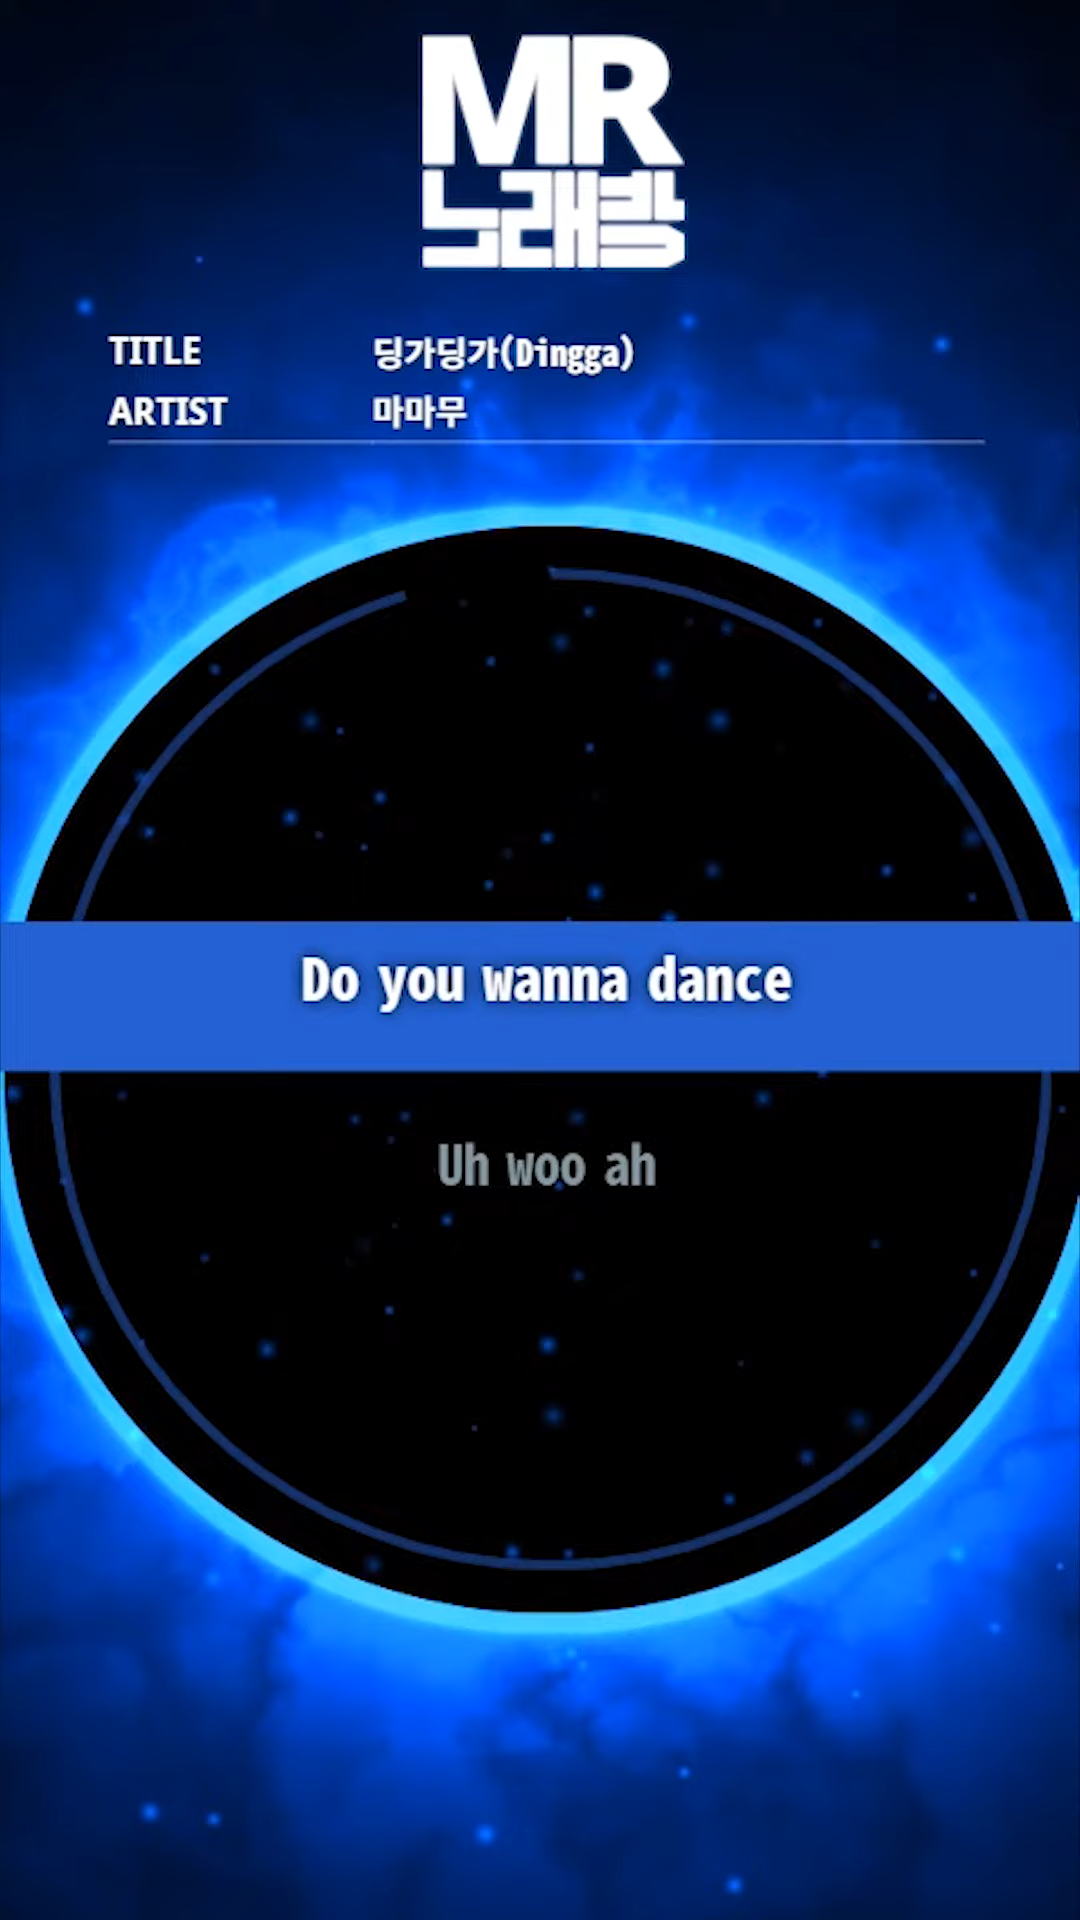 MR
노래캉
TITLE 딩가딩가(Dingga)
ARTIST 마마무
Do you wanna dance
Uh woo ah